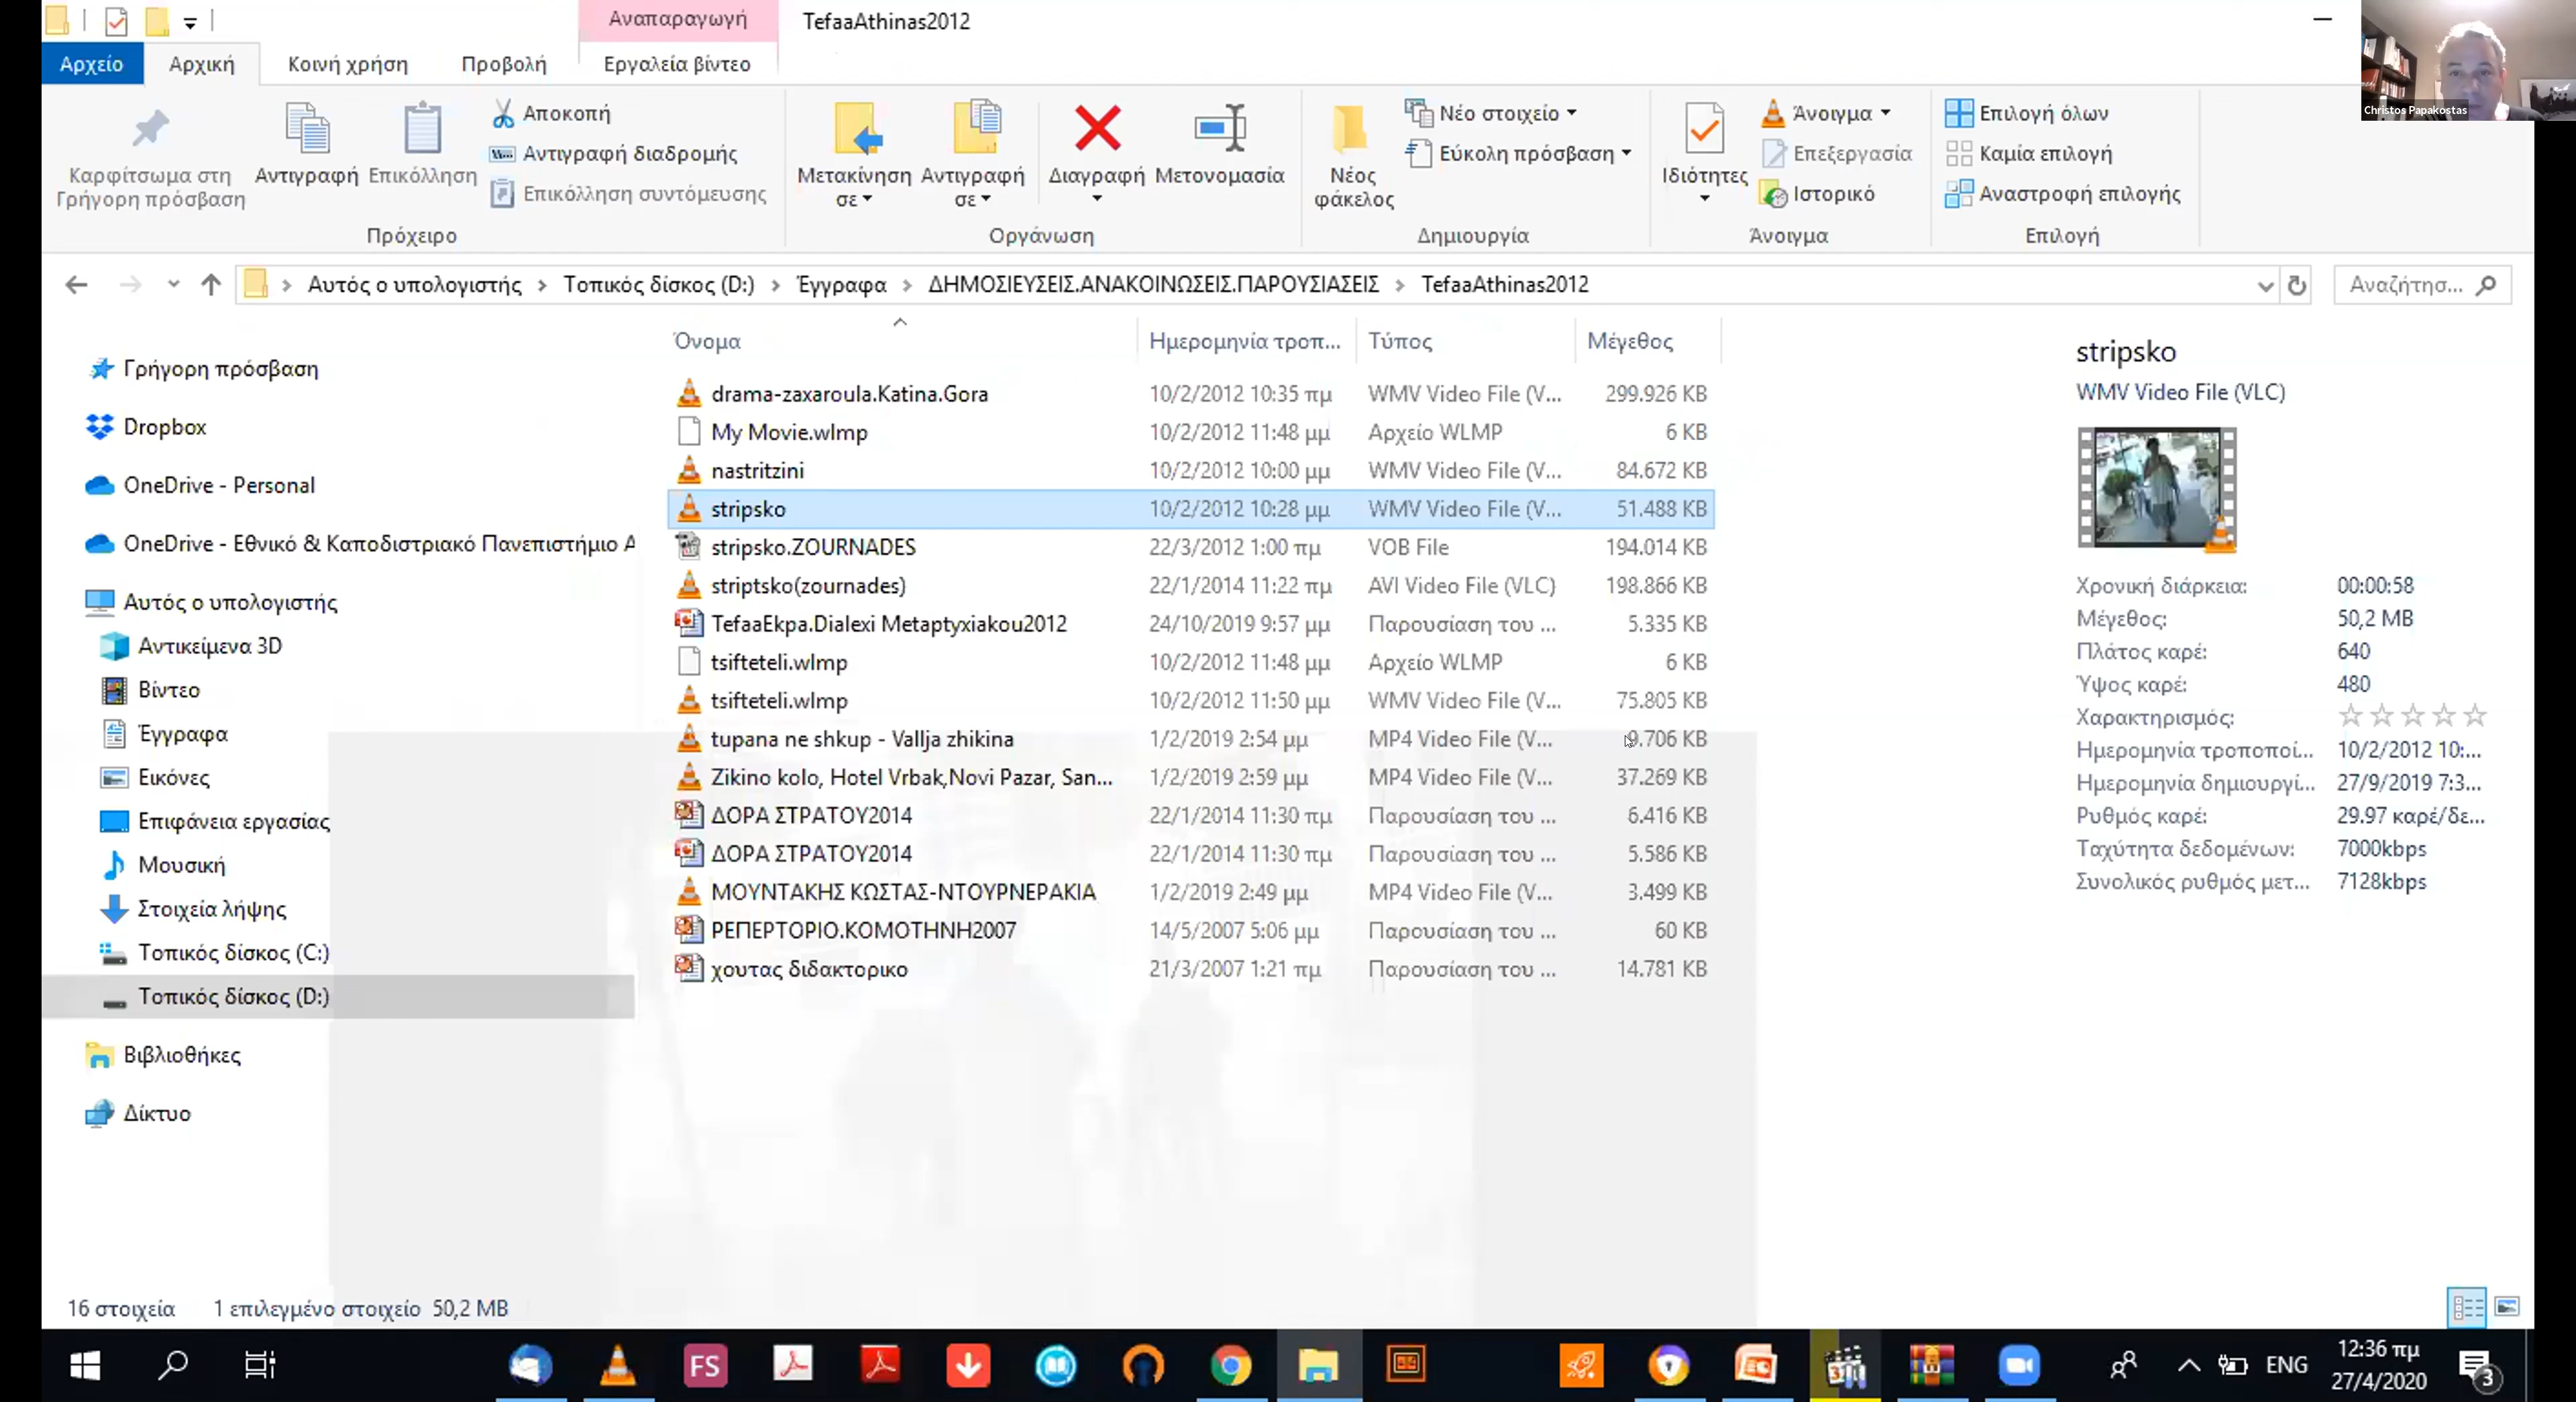 Αναπαραγωγή
TefaaAthinas2012
Αρχείο
Αρχική
Κοινή χρήση
Προβολή
Εργαλεία βίντεο
Christos Papakostas
Καρφίτσωμα στη
Γρήγορη πρόσβαση
Αντιγραφή
Επικόλληση
Αποκοπή
Αντιγραφή διαδρομής
Επικόλληση συντόμευσης
Πρόχειρο
Μετακίνηση
σε
Αντιγραφή
σε
Διαγραφή
Μετονομασία
Οργάνωση
Νέος
φάκελος
Νέο στοιχείο
Εύκολη πρόσβαση
Δημιουργία
Ιδιότητες
Άνοιγμα
Επεξεργασία
Ιστορικό
Άνοιγμα
Επιλογή όλων
Καμία επιλογή
Αναστροφή επιλογής
Επιλογή
Αυτός ο υπολογιστής > Τοπικός δίσκος (D:) > Έγγραφα > ΔΗΜΟΣΙΕΥΣΕΙΣ.ΑΝΑΚΟΙΝΩΣΕΙΣ.ΠΑΡΟΥΣΙΑΣΕΙΣ > TefaaAthinas2012
Αναζήτησ...
Γρήγορη πρόσβαση
Dropbox
OneDrive - Personal
OneDrive - Εθνικό & Καποδιστριακό Πανεπιστήμιο Α
Αυτός ο υπολογιστής
Αντικείμενα 3D
Βίντεο
Έγγραφα
Εικόνες
Επιφάνεια εργασίας
Μουσική
Στοιχεία λήψης
Τοπικός δίσκος (C:)
Τοπικός δίσκος (D:)
Βιβλιοθήκες
Δίκτυο
Όνομα Ημερομηνία τροπ... Τύπος Μέγεθος
drama-zaxaroula.Katina.Gora 10/2/2012 10:35 πμ WMV Video File (V... 299.926 KB
My Movie.wlmp 10/2/2012 11:48 μμ Αρχείο WLMP 6 KB
nastritzini 10/2/2012 10:00 μμ WMV Video File (V... 84.672 KB
stripsko 10/2/2012 10:28 μμ WMV Video File (V... 51.488 KB
stripsko.ZOURNADES 22/3/2012 1:00 πμ VOB File 194.014 KB
striptsko(zournades) 22/1/2014 11:22 πμ AVI Video File (VLC) 198.866 KB
TefaaEkpa.Dialexi Metaptyxiakou2012 24/10/2019 9:57 μμ Παρουσίαση του ... 5.335 KB
tsifteteli.wlmp 10/2/2012 11:48 μμ Αρχείο WLMP 6 KB
tsifteteli.wlmp 10/2/2012 11:50 μμ WMV Video File (V... 75.805 KB
tupana ne shkup - Vallja zhikina 1/2/2019 2:54 μμ MP4 Video File (V... 9.706 KB
Zikino kolo, Hotel Vrbak,Novi Pazar, San... 1/2/2019 2:59 μμ MP4 Video File (V... 37.269 KB
ΔΟΡΑ ΣΤΡΑΤΟΥ2014 22/1/2014 11:30 πμ Παρουσίαση του ... 6.416 KB
ΔΟΡΑ ΣΤΡΑΤΟΥ2014 22/1/2014 11:30 πμ Παρουσίαση του ... 5.586 KB
ΜΟΥΝΤΑΚΗΣ ΚΩΣΤΑΣ-ΝΤΟΥΡΝΕΡΑΚΙΑ 1/2/2019 2:49 μμ MP4 Video File (V... 3.499 KB
ΡΕΠΕΡΤΟΡΙΟ.ΚΟΜΟΤΗΝΗ2007 14/5/2007 5:06 μμ Παρουσίαση του ... 60 KB
χουτας διδακτορικο 21/3/2007 1:21 πμ Παρουσίαση του ... 14.781 KB
stripsko
WMV Video File (VLC)
Χρονική διάρκεια: 00:00:58
Μέγεθος: 50,2 MB
Πλάτος καρέ: 640
Ύψος καρέ: 480
Χαρακτηρισμός:
Ημερομηνία τροποποί... 10/2/2012 10:...
Ημερομηνία δημιουργί... 27/9/2019 7:3...
Ρυθμός καρέ: 29.97 καρέ/δε...
Ταχύτητα δεδομένων: 7000kbps
Συνολικός ρυθμός μετ... 7128kbps
16 στοιχεία 1 επιλεγμένο στοιχείο 50,2 MB
FS
ENG
12:36 πμ
27/4/2020
3